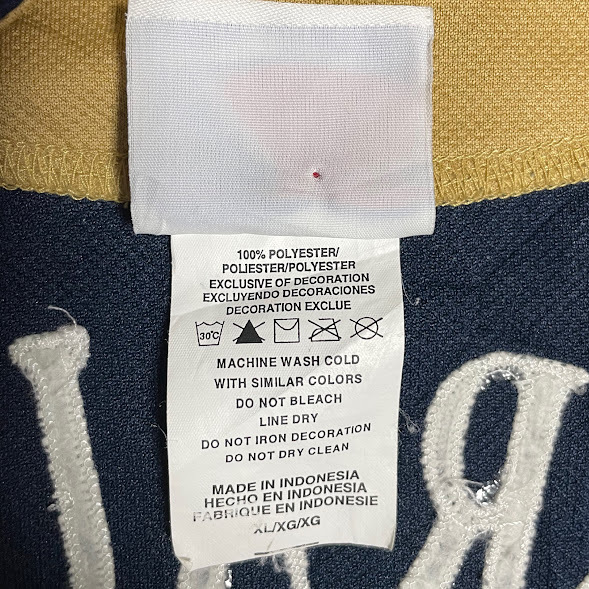 100% POLYESTER/
POLIESTER/POLYESTER
EXCLUSIVE OF DECORATION
EXCLUYENDO DECORACIONES
DECORATION EXCLUE
30°C
MACHINE WASH COLD
WITH SIMILAR COLORS
DO NOT BLEACH
LINE DRY
DO NOT IRON DECORATION
DO NOT DRY CLEAN
MADE IN INDONESIA
HECHO EN INDONESIA
FABRIQUE EN INDONESIE
XL/XG/XG